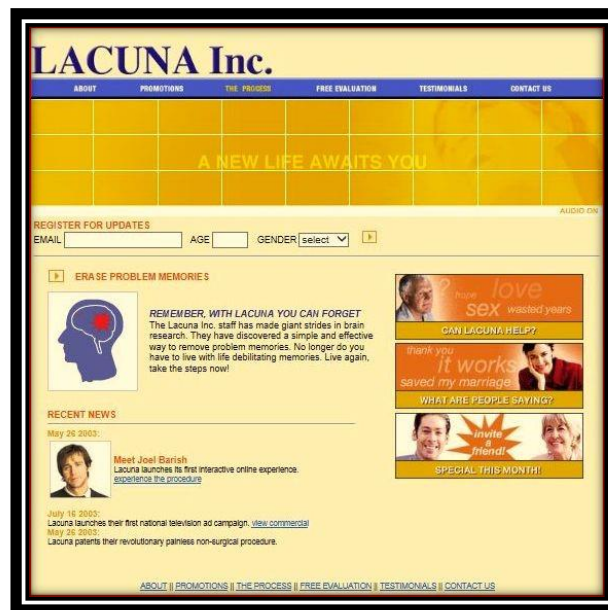 LACUNA Inc.
ABOUT PROMOTIONS THE PROCESS FREE EVALUATION TESTIMONIALS CONTACT US
A NEW LIFE AWAITS YOU
AUDIO ON
REGISTER FOR UPDATES
EMAIL AGE GENDER select
ERASE PROBLEM MEMORIES
REMEMBER, WITH LACUNA YOU CAN FORGET
The Lacuna Inc. staff has made giant strides in brain
research. They have discovered a simple and effective
way to remove problem memories. No longer do you
have to live with life debilitating memories. Live again,
take the steps now!
? hope love
sex wasted years
CAN LACUNA HELP?
thank you
it works
saved my marriage
WHAT ARE PEOPLE SAYING?
invite
a
friend!
SPECIAL THIS MONTH!
RECENT NEWS
May 26 2003:
Meet Joel Barish
Lacuna launches its first interactive online experience.
experience the procedure
July 16 2003:
Lacuna launches their first national television ad campaign. view commercial
May 26 2003:
Lacuna patents their revolutionary painless non-surgical procedure.
ABOUT || PROMOTIONS || THE PROCESS || FREE EVALUATION || TESTIMONIALS || CONTACT US